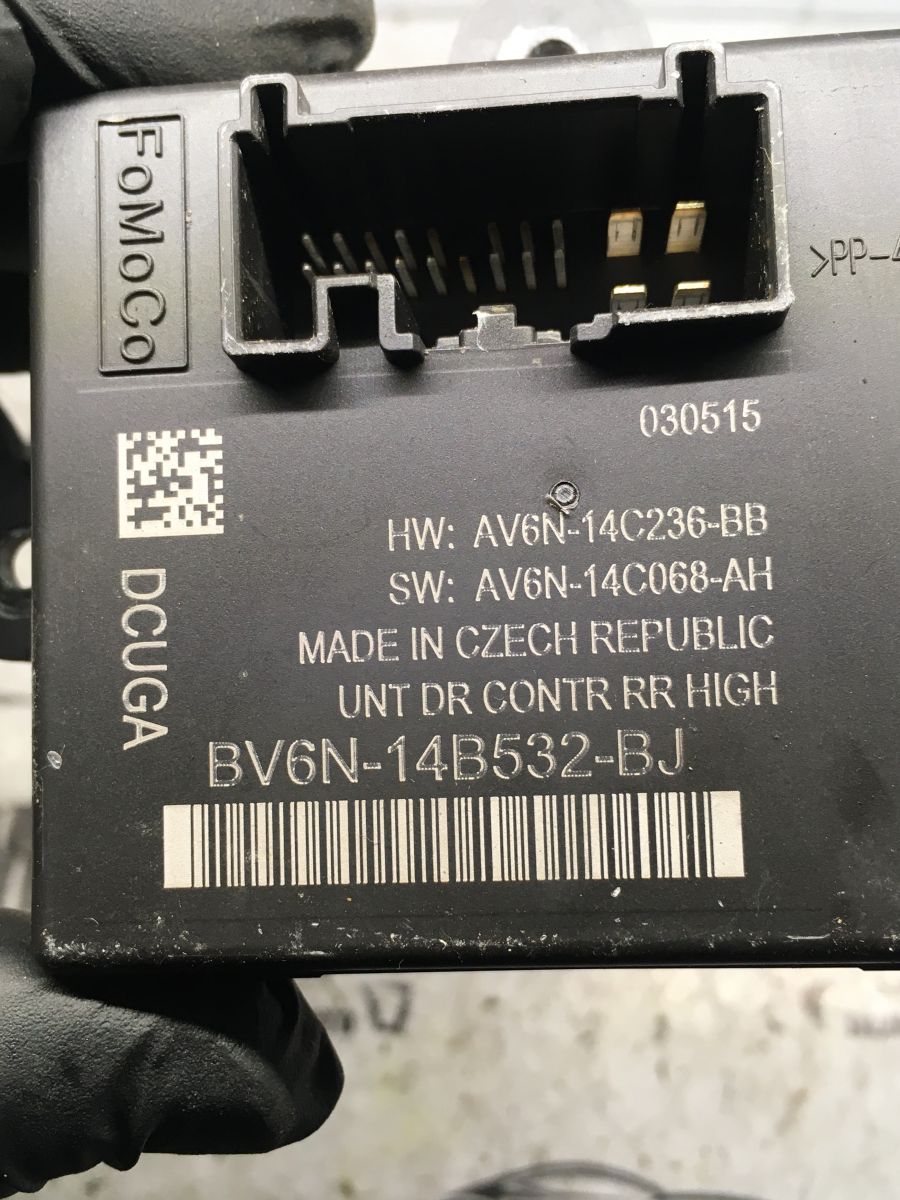 FoMoCo
>PP-
030515
HW: AV6N-14C236-BB
SW: AV6N-14C068-AH
MADE IN CZECH REPUBLIC
UNT DR CONTR RR HIGH
DCUGA
BV6N-14B532-BJ